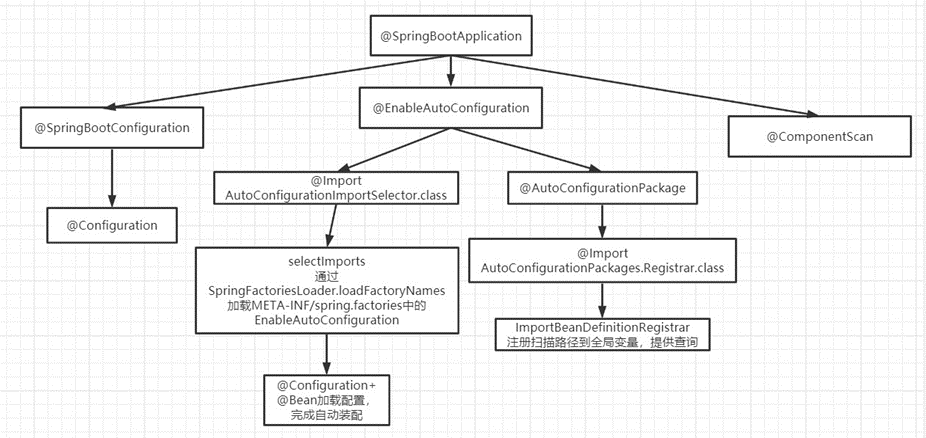 @SpringBootApplication
@SpringBootConfiguration
@EnableAutoConfiguration
@ComponentScan
@Configuration
@Import
AutoConfigurationImportSelector.class
@AutoConfigurationPackage
selectImports
通过
SpringFactoriesLoader.loadFactoryNames
加载META-INF/spring.factories中的
EnableAutoConfiguration
@Import
AutoConfigurationPackages.Registrar.class
ImportBeanDefinitionRegistrar
注册扫描路径到全局变量，提供查询
@Configuration+
@Bean加载配置，
完成自动装配